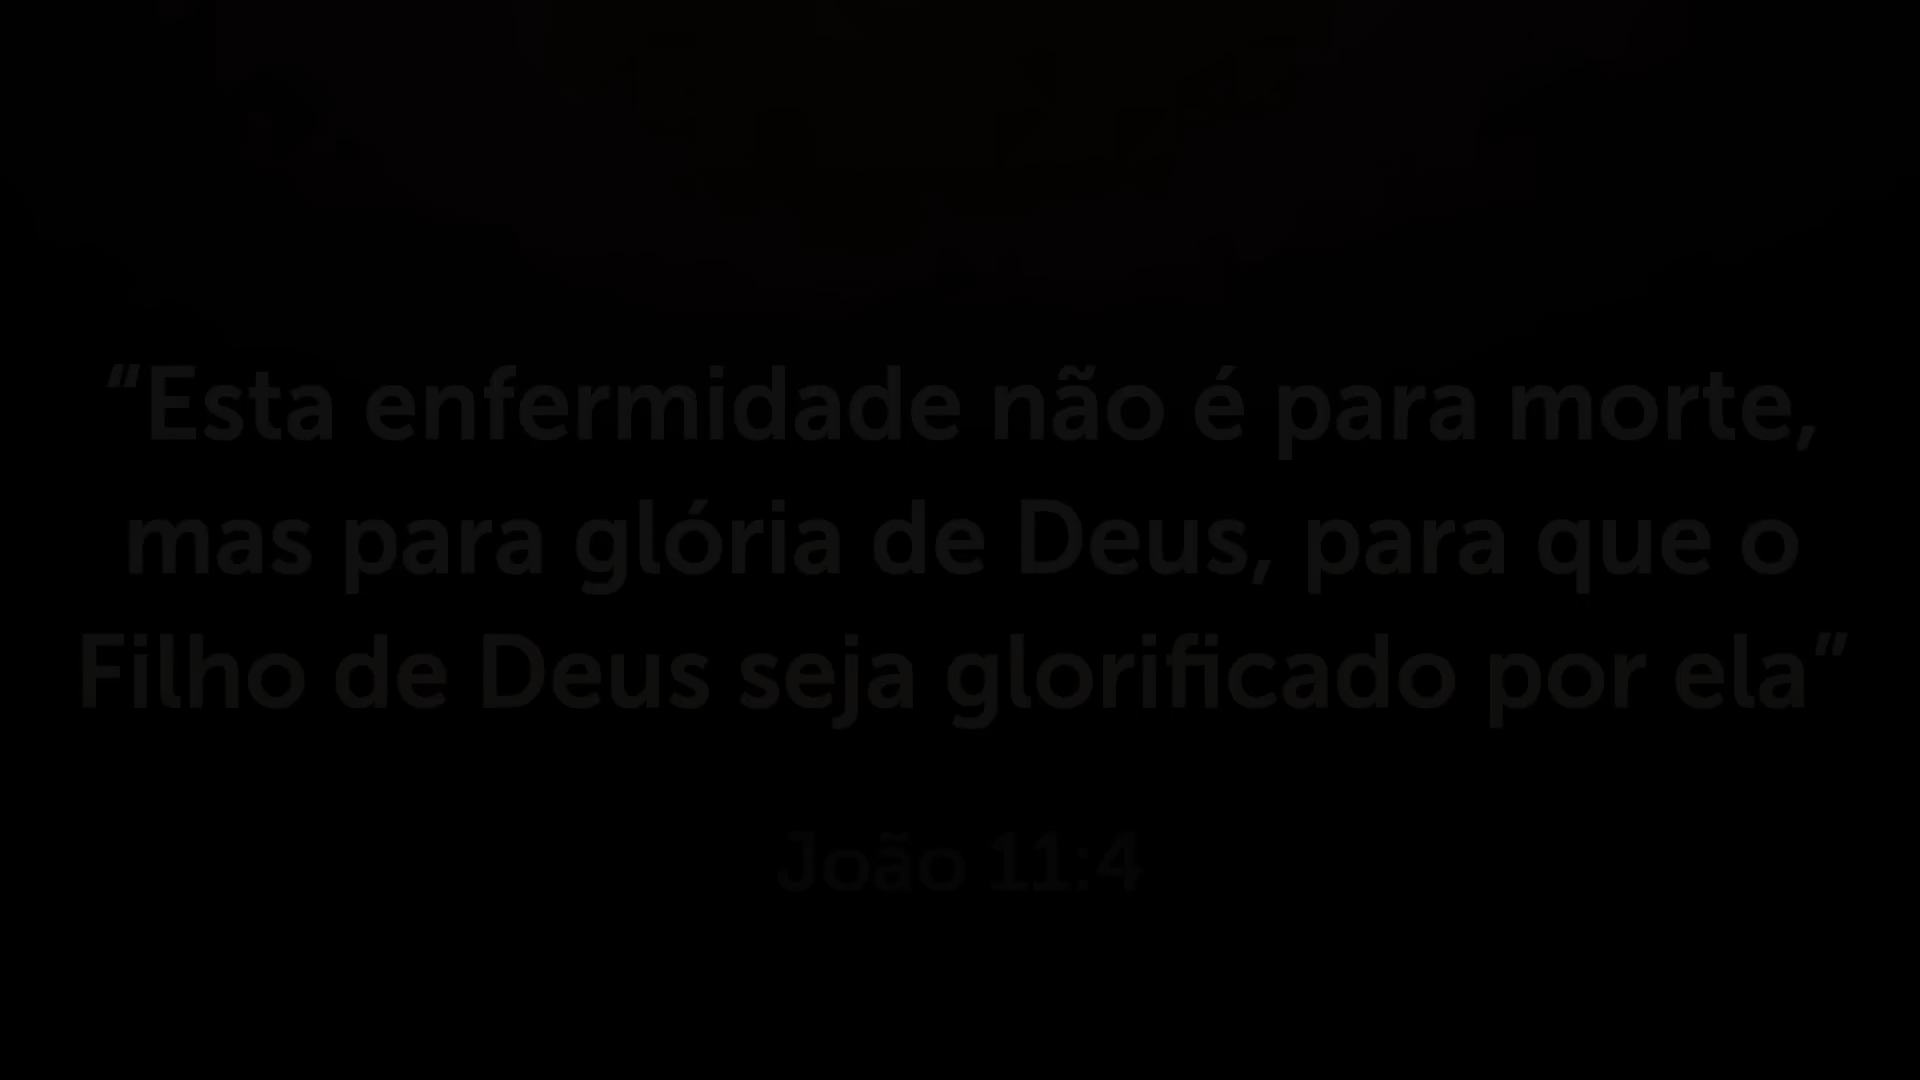 “Esta enfermidade não é para morte,
mas para glória de Deus, para que o
Filho de Deus seja glorificado por ela”
João 11:4